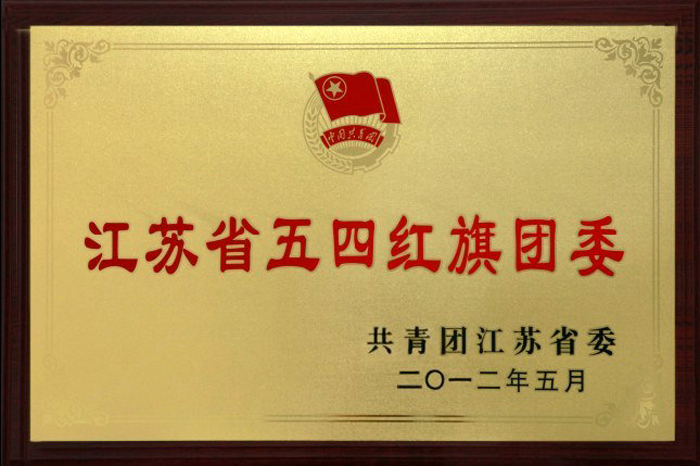 中国共青团
江苏省五四红旗团委
共青团江苏省委
二〇一二年五月